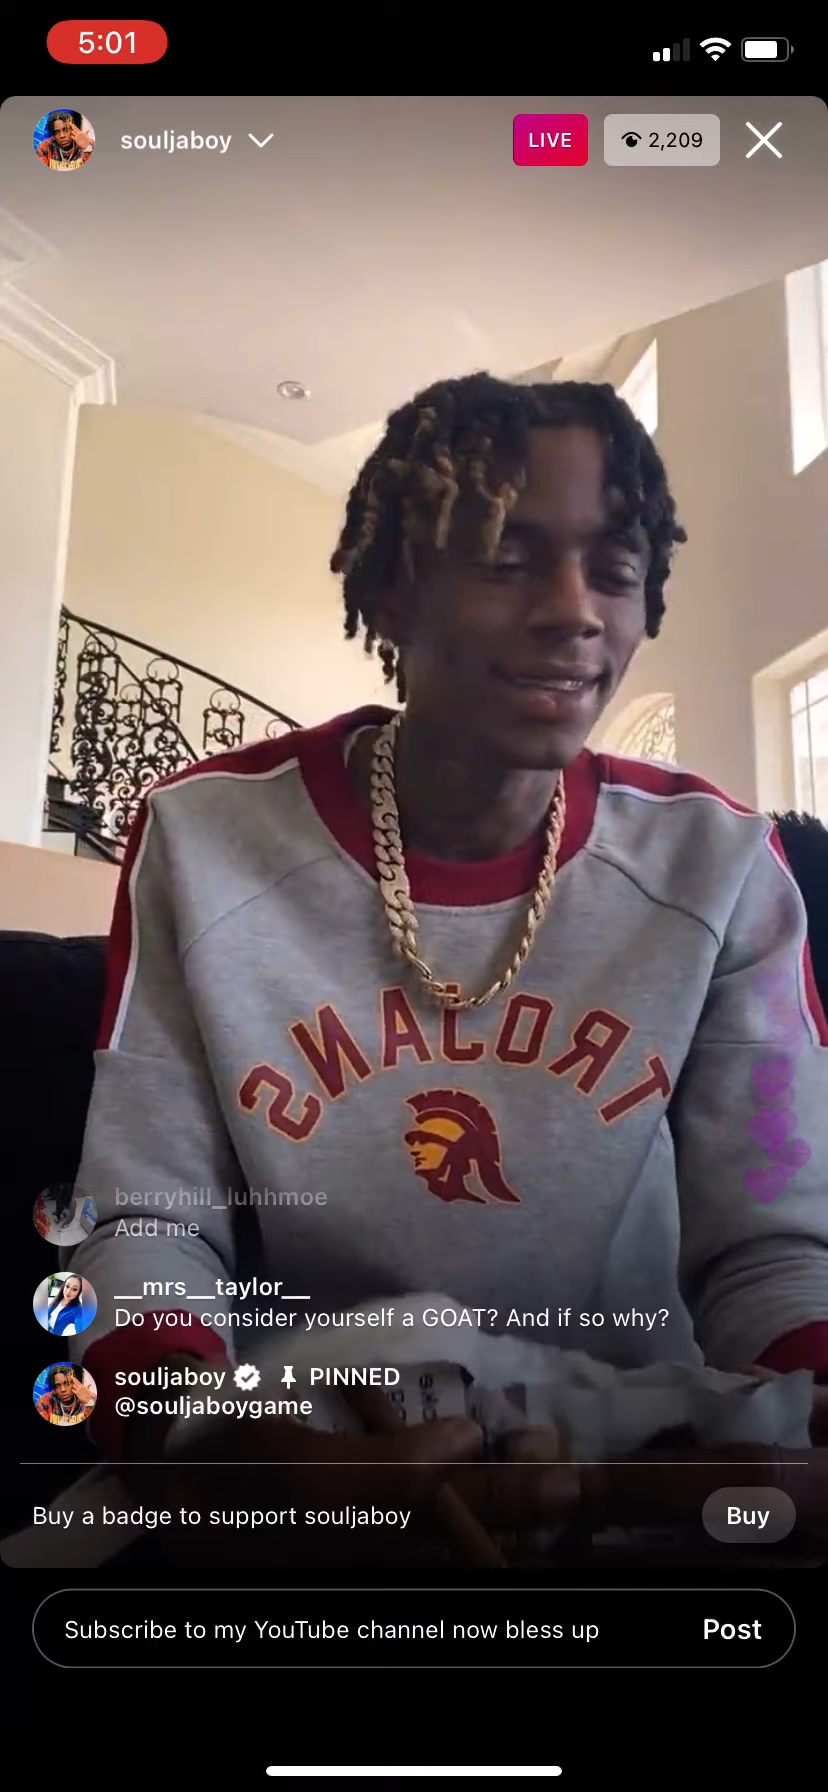 5:01
souljaboy
LIVE
2,209
TROJANS
berryhill_luhhmoe
Add me
__mrs__taylor__
Do you consider yourself a GOAT? And if so why?
souljaboy PINNED
@souljaboygame
Buy a badge to support souljaboy
Buy
Subscribe to my YouTube channel now bless up
Post